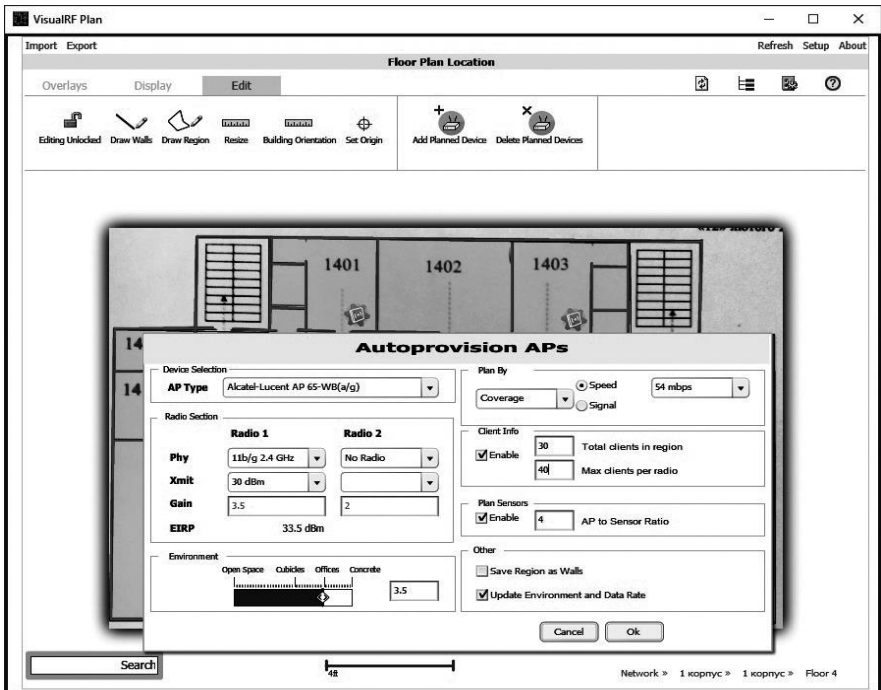 VisualRF Plan
Import Export
Refresh Setup About
Floor Plan Location
Overlays Display Edit
Editing Unlocked Draw Walls Draw Region Resize Building Orientation Set Origin Add Planned Device Delete Planned Devices
1401 1402 1403
14
14
Autoprovision APs
Device Selection
AP Type Alcatel-Lucent AP 65-WB(a/g)
Plan By
Coverage
Speed
54 mbps
Signal
Radio Section
Radio 1 Radio 2
Phy 11b/g 2.4 GHz No Radio
Xmit 30 dBm
Gain 3.5 2
EIRP 33.5 dBm
Client Info
Enable
30 Total clients in region
40 Max clients per radio
Plan Sensors
Enable 4 AP to Sensor Ratio
Environment
Open Space Cubicles Offices Concrete
3.5
Other
Save Region as Walls
Update Environment and Data Rate
Cancel Ok
Search
4ft
Network » 1 корпус » 1 корпус » Floor 4